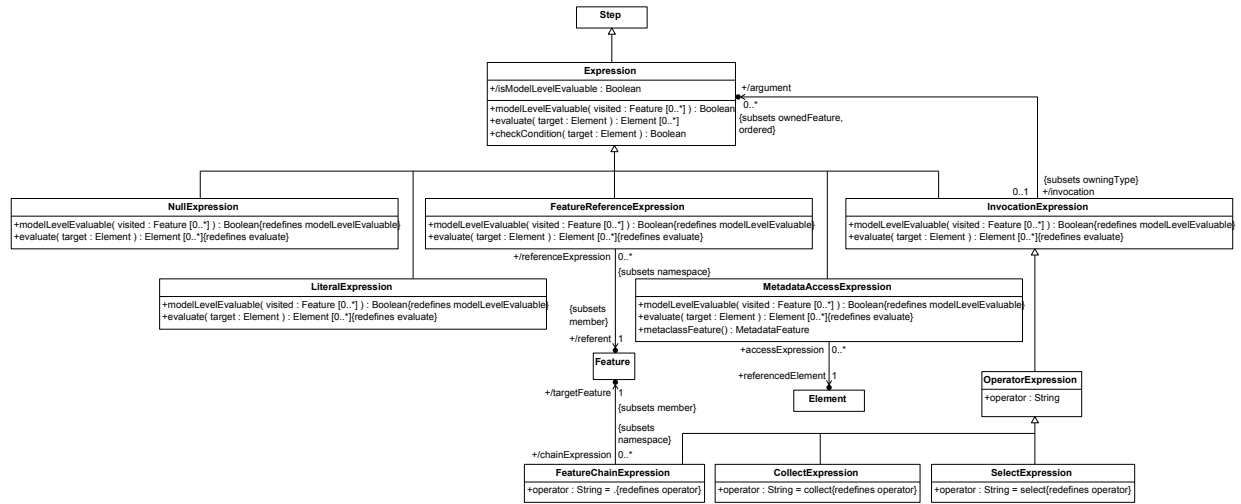 Step
Expression
+/isModelLevelEvaluable : Boolean
+modelLevelEvaluable( visited : Feature [0..*] ) : Boolean
+evaluate( target : Element ) : Element [0..*]
+checkCondition( target : Element ) : Boolean
+/argument
0..*
{subsets ownedFeature,
ordered}
{subsets owningType}
0..1
+/invocation
NullExpression
+modelLevelEvaluable( visited : Feature [0..*] ) : Boolean{redefines modelLevelEvaluable}
+evaluate( target : Element ) : Element [0..*]{redefines evaluate}
FeatureReferenceExpression
+modelLevelEvaluable( visited : Feature [0..*] ) : Boolean{redefines modelLevelEvaluable}
+evaluate( target : Element ) : Element [0..*]{redefines evaluate}
InvocationExpression
+modelLevelEvaluable( visited : Feature [0..*] ) : Boolean{redefines modelLevelEvaluable}
+evaluate( target : Element ) : Element [0..*]{redefines evaluate}
+/referenceExpression
0..*
{subsets namespace}
LiteralExpression
+modelLevelEvaluable( visited : Feature [0..*] ) : Boolean{redefines modelLevelEvaluable}
+evaluate( target : Element ) : Element [0..*]{redefines evaluate}
MetadataAccessExpression
+modelLevelEvaluable( visited : Feature [0..*] ) : Boolean{redefines modelLevelEvaluable}
+evaluate( target : Element ) : Element [0..*]{redefines evaluate}
+metaclassFeature() : MetadataFeature
{subsets
member}
+/referent
1
Feature
+accessExpression
0..*
+referencedElement
1
Element
+/targetFeature
1
{subsets member}
{subsets
namespace}
+/chainExpression
0..*
OperatorExpression
+operator : String
FeatureChainExpression
+operator : String = .{redefines operator}
CollectExpression
+operator : String = collect{redefines operator}
SelectExpression
+operator : String = select{redefines operator}